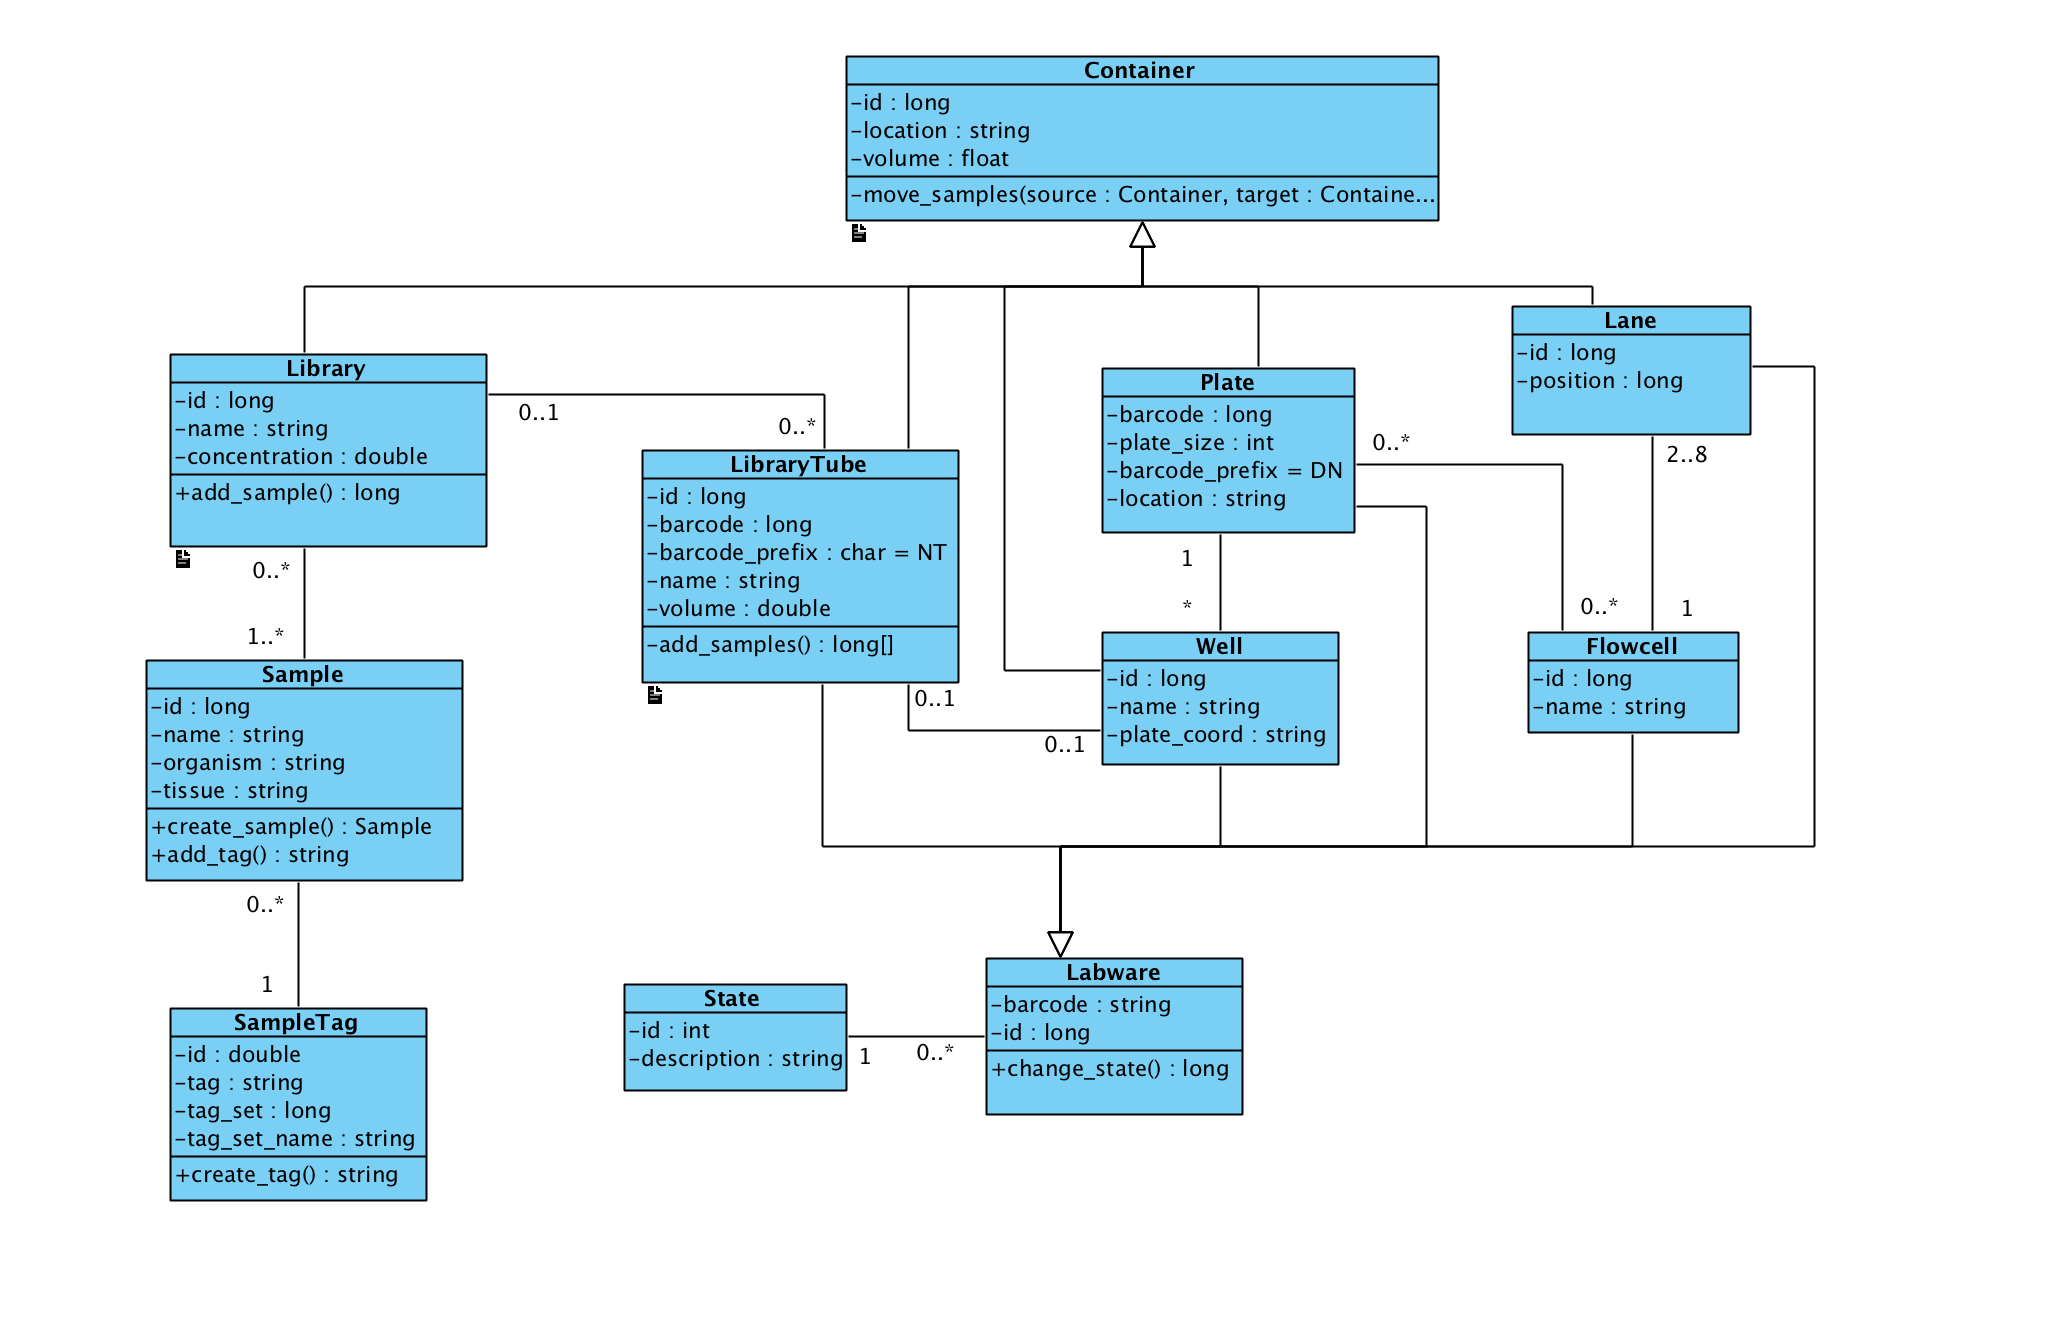 Container
-id : long
-location : string
-volume : float
-move_samples(source : Container, target : Containe...
Library
-id : long
-name : string
-concentration : double
+add_sample() : long
0..1
0..*
0..*
1..*
LibraryTube
-id : long
-barcode : long
-barcode_prefix : char = NT
-name : string
-volume : double
-add_samples() : long[]
0..1
0..1
Plate
-barcode : long
-plate_size : int
-barcode_prefix = DN
-location : string
0..*
0..*
1
*
Lane
-id : long
-position : long
2..8
1
Well
-id : long
-name : string
-plate_coord : string
Flowcell
-id : long
-name : string
Sample
-id : long
-name : string
-organism : string
-tissue : string
+create_sample() : Sample
+add_tag() : string
0..*
1
SampleTag
-id : double
-tag : string
-tag_set : long
-tag_set_name : string
+create_tag() : string
State
-id : int
-description : string
1
0..*
Labware
-barcode : string
-id : long
+change_state() : long